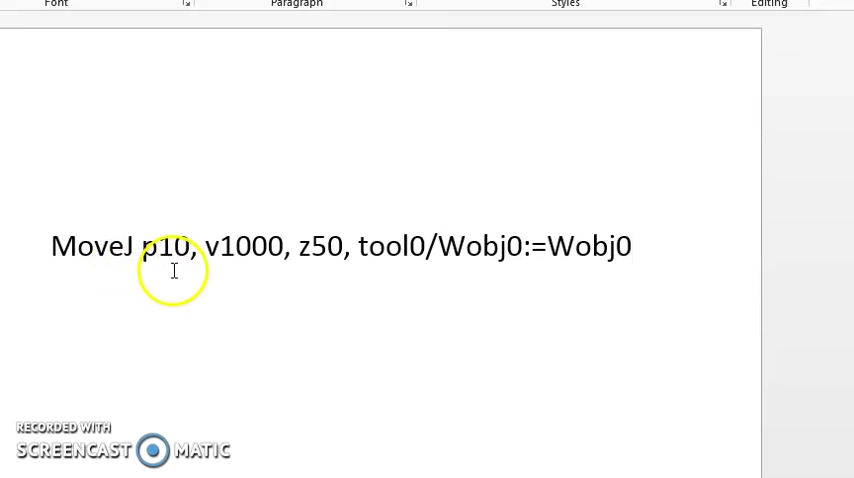 Font Paragraph Styles Editing
MoveJ p10, v1000, z50, tool0/Wobj0:=Wobj0
RECORDED WITH
SCREENCAST MATIC